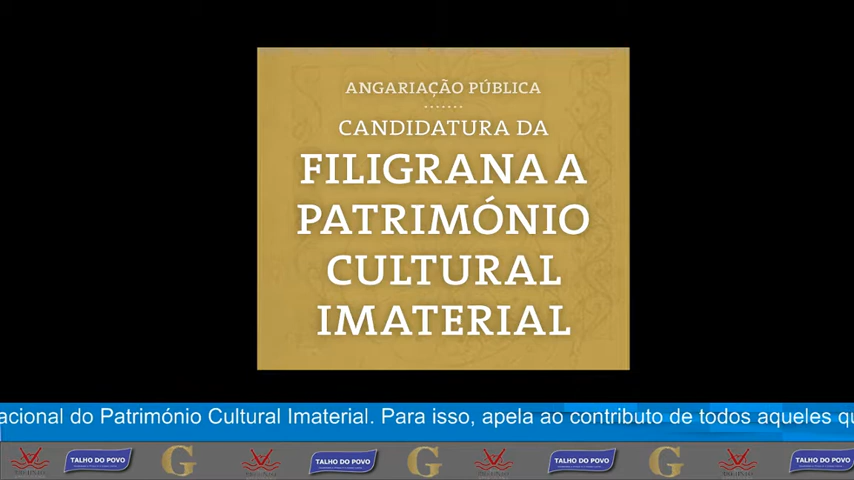 ANGARIAÇÃO PÚBLICA
CANDIDATURA DA
FILIGRANA A
PATRIMÓNIO
CULTURAL
IMATERIAL
acional do Património Cultural Imaterial. Para isso, apela ao contributo de todos aqueles qu
TALHO DO POVO G TALHO DO POVO G TALHO DO POVO G TALHO DO POVO